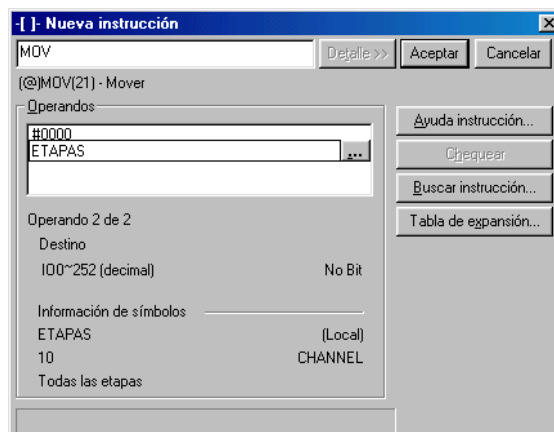 -[ ]- Nueva instrucción
MOV
Detalle >>
Aceptar
Cancelar
(@)MOV(21) - Mover
Operandos
#0000
ETAPAS
...
Ayuda instrucción...
Chequear
Buscar instrucción...
Tabla de expansión...
Operando 2 de 2
Destino
IO0~252 (decimal) No Bit
Información de símbolos
ETAPAS (Local)
10 CHANNEL
Todas las etapas